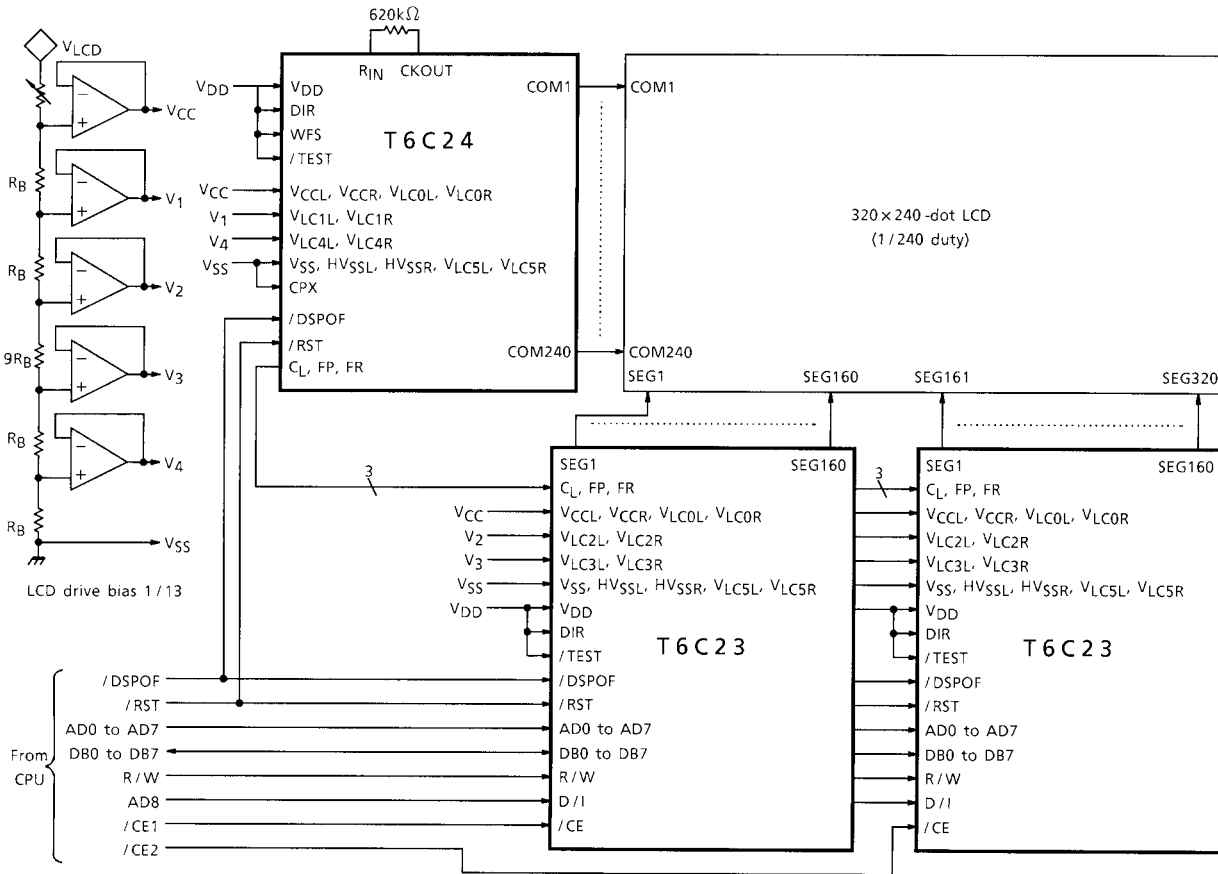 620kΩ
VLCD
RIN CKOUT
VCC
RB
V1
RB
V2
9RB
V3
RB
V4
RB
VSS
LCD drive bias 1/13
VDD
VDD
DIR
WFS
/TEST
T6C24
VCC
VCCL, VCCR, VLC0L, VLC0R
V1
VLC1L, VLC1R
V4
VLC4L, VLC4R
VSS
VSS, HVSSL, HVSSR, VLC5L, VLC5R
CPX
/DSPOF
/RST
CL, FP, FR
COM1
COM240
COM1
320×240-dot LCD
(1/240 duty)
COM240
SEG1
SEG160
SEG161
SEG320
3
SEG1
SEG160
CL, FP, FR
VCC
VCCL, VCCR, VLC0L, VLC0R
V2
VLC2L, VLC2R
V3
VLC3L, VLC3R
VSS
VSS, HVSSL, HVSSR, VLC5L, VLC5R
VDD
VDD
DIR
/TEST
T6C23
/DSPOF
/RST
AD0 to AD7
DB0 to DB7
R/W
D/I
/CE
3
SEG1
SEG160
CL, FP, FR
VCCL, VCCR, VLC0L, VLC0R
VLC2L, VLC2R
VLC3L, VLC3R
VSS, HVSSL, HVSSR, VLC5L, VLC5R
VDD
DIR
/TEST
T6C23
/DSPOF
/RST
AD0 to AD7
DB0 to DB7
R/W
D/I
/CE
From
CPU
/DSPOF
/RST
AD0 to AD7
DB0 to DB7
R/W
AD8
/CE1
/CE2